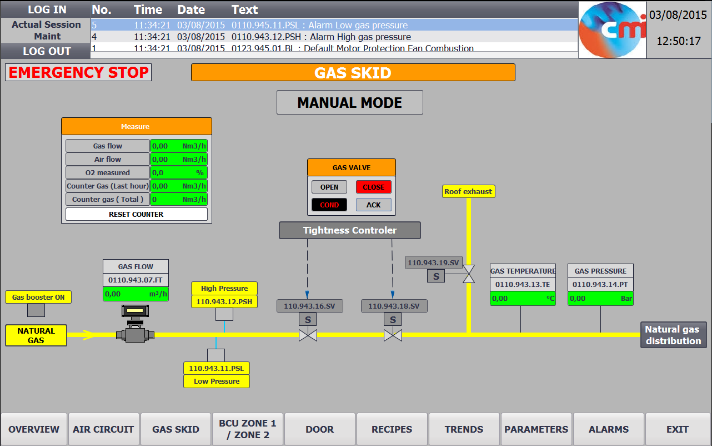 LOG IN
No. Time Date Text
03/08/2015
Actual Session
Maint
5 11:34:21 03/08/2015 0110.945.11.PSL : Alarm Low gas pressure
4 11:34:21 03/08/2015 0110.943.12.PSH : Alarm High gas pressure
1 11:34:21 03/08/2015 0123.945.01.BL : Default Motor Protection Fan Combustion
LOG OUT
cmi
12:50:17
EMERGENCY STOP
GAS SKID
MANUAL MODE
Measure
Gas flow 0,00 Nm3/h
Air flow 0,00 Nm3/h
O2 measured 0,0 %
Counter Gas (Last hour) 0,00 Nm3/h
Counter gas ( Total ) 0 Nm3/h
RESET COUNTER
GAS VALVE
OPEN CLOSE
COND ACK
Tightness Controler
Roof exhaust
110.943.19.SV
S
GAS FLOW
0110.943.07.FT
0,00 m³/h
GAS TEMPERATURE
0110.943.13.TE
0,00 °C
GAS PRESSURE
0110.943.14.PT
0,00 Bar
Gas booster ON
High Pressure
110.943.12.PSH
110.943.16.SV
S
110.943.18.SV
S
NATURAL
GAS
Natural gas
distribution
110.943.11.PSL
Low Pressure
OVERVIEW
AIR CIRCUIT
GAS SKID
BCU ZONE 1
/ ZONE 2
DOOR
RECIPES
TRENDS
PARAMETERS
ALARMS
EXIT